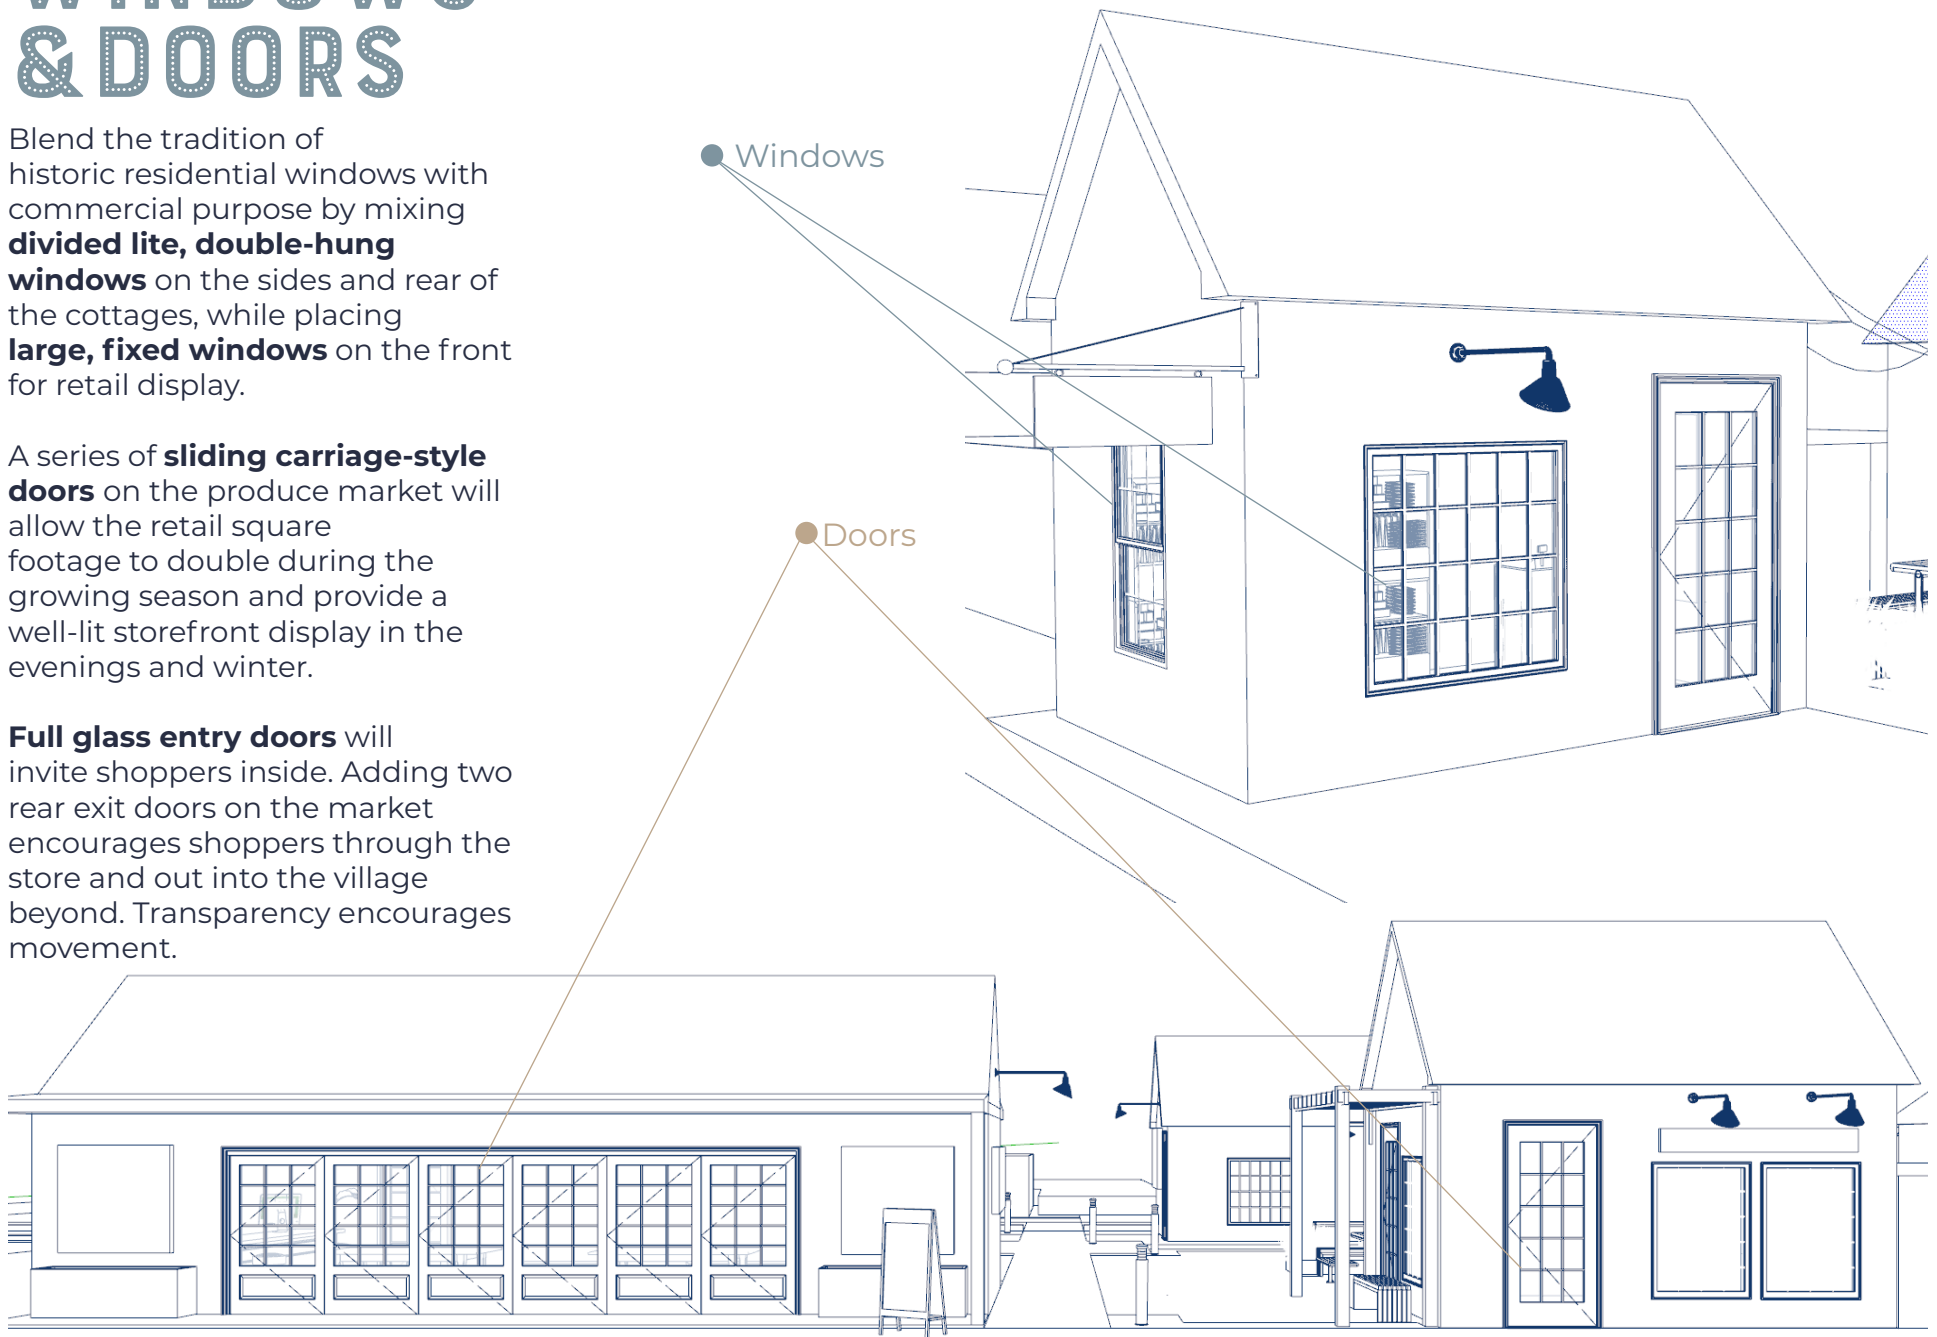 WINDOWS
& DOORS
Blend the tradition of
historic residential windows with
commercial purpose by mixing
divided lite, double-hung
windows on the sides and rear of
the cottages, while placing
large, fixed windows on the front
for retail display.
A series of sliding carriage-style
doors on the produce market will
allow the retail square
footage to double during the
growing season and provide a
well-lit storefront display in the
evenings and winter.
Full glass entry doors will
invite shoppers inside. Adding two
rear exit doors on the market
encourages shoppers through the
store and out into the village
beyond. Transparency encourages
movement.
Windows
Doors